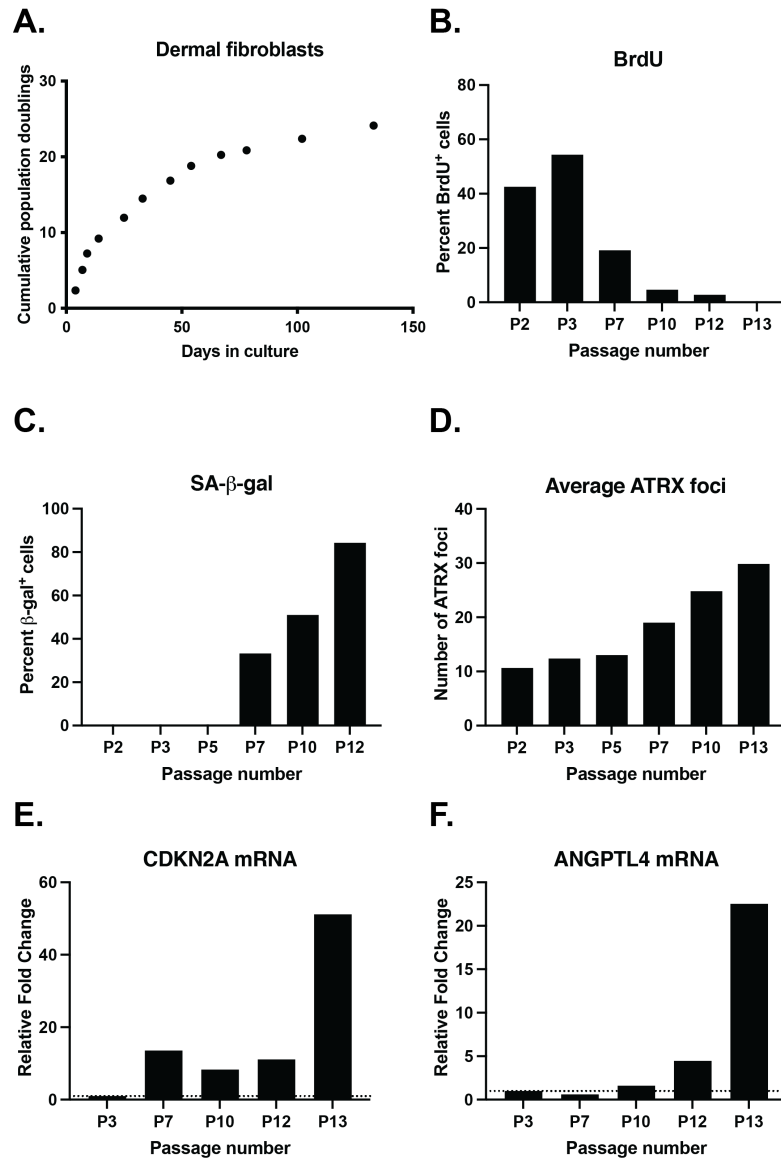 A.
Dermal fibroblasts
Cumulative population doublings
30
20
10
0
0 50 100 150
Days in culture
B.
BrdU
Percent BrdU⁺ cells
80
60
40
20
0
P2 P3 P7 P10 P12 P13
Passage number
C.
SA-β-gal
Percent β-gal⁺ cells
100
80
60
40
20
0
P2 P3 P5 P7 P10 P12
Passage number
D.
Average ATRX foci
Number of ATRX foci
40
30
20
10
0
P2 P3 P5 P7 P10 P13
Passage number
E.
CDKN2A mRNA
Relative Fold Change
60
40
20
0
P3 P7 P10 P12 P13
Passage number
F.
ANGPTL4 mRNA
Relative Fold Change
25
20
15
10
5
0
P3 P7 P10 P12 P13
Passage number